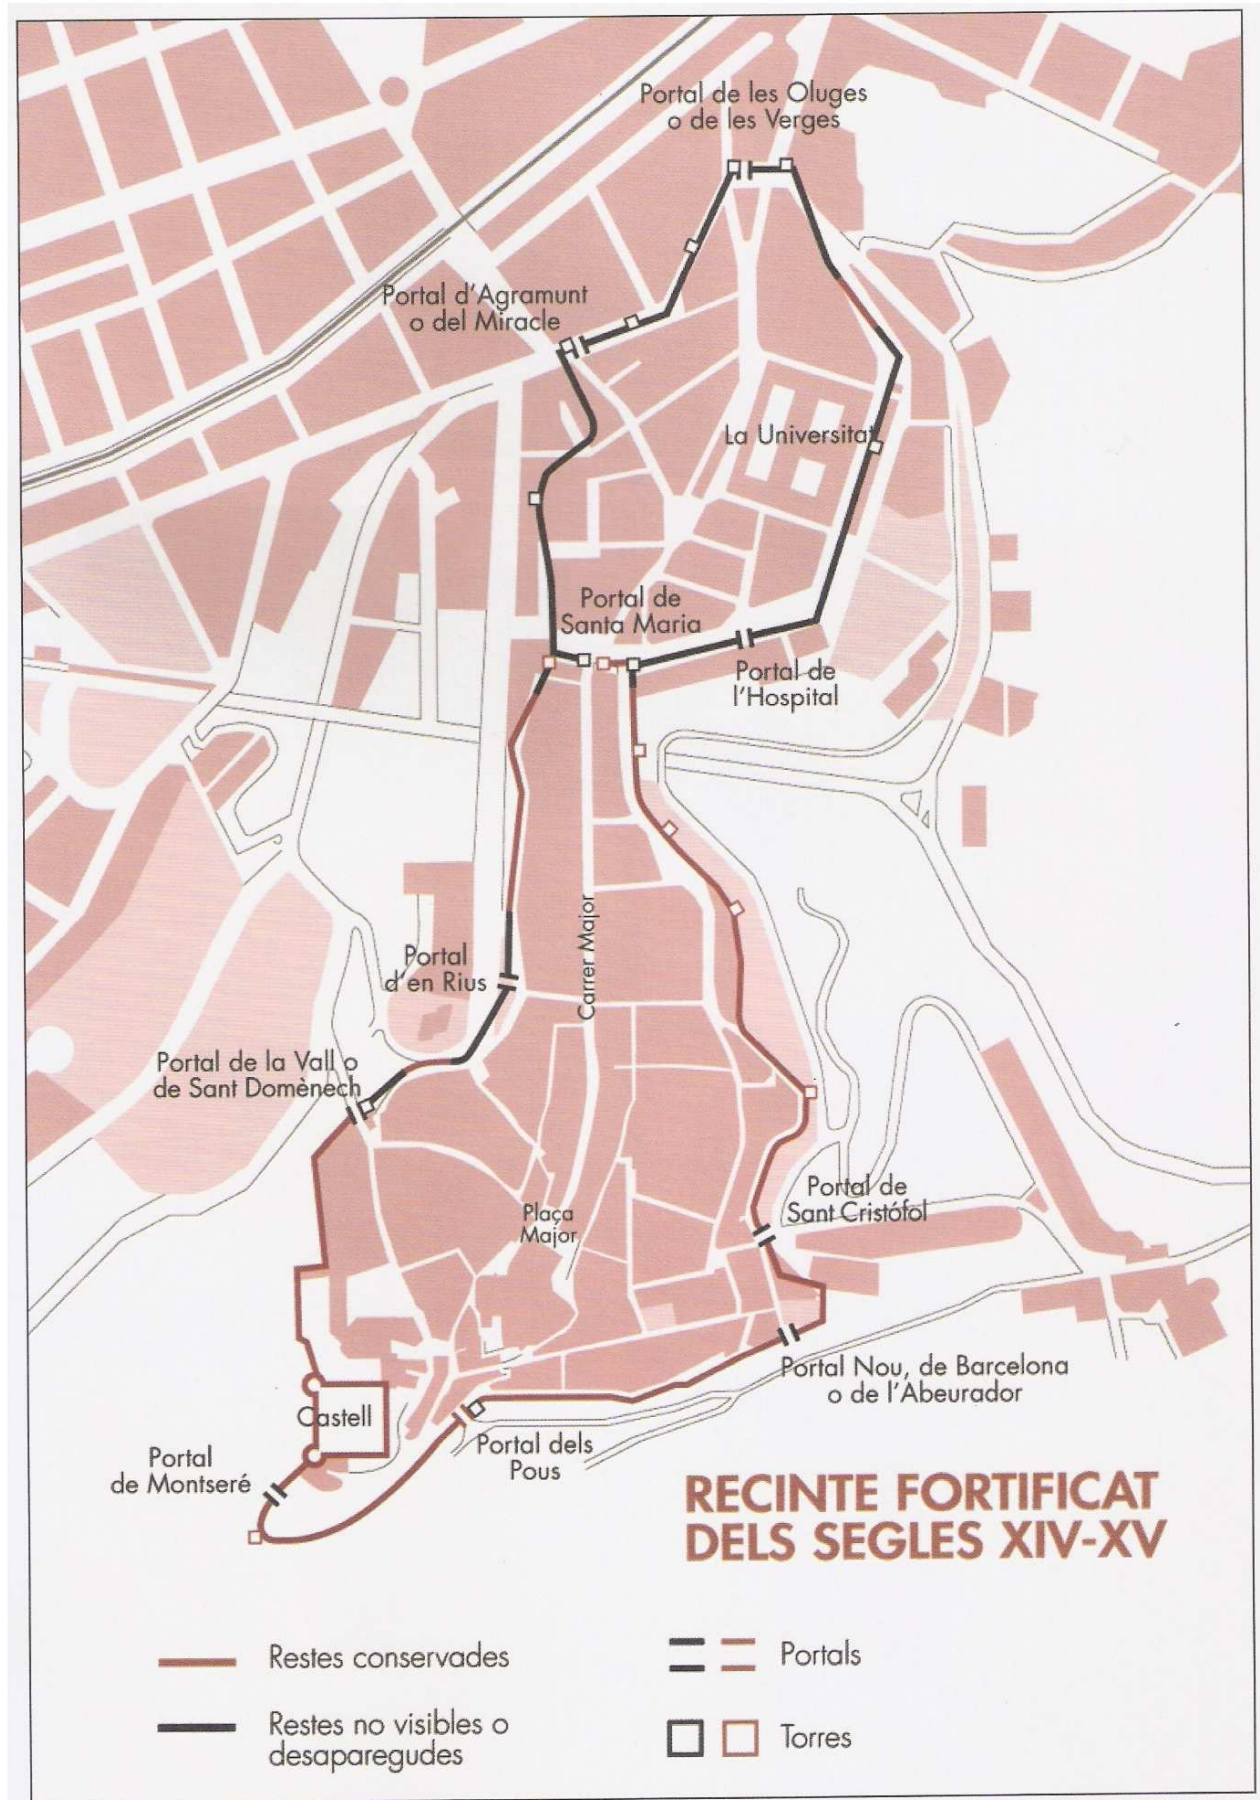 Portal de les Oluges
o de les Verges
Portal d'Agramunt
o del Miracle
La Universitat
Portal de
Santa Maria
Portal de
l'Hospital
Carrer Major
Portal
d'en Rius
Portal de la Vall o
de Sant Domènech
Plaça
Major
Portal de
Sant Cristófol
Portal Nou, de Barcelona
o de l'Abeurador
Castell
Portal dels
Pous
Portal
de Montseré
RECINTE FORTIFICAT
DELS SEGLES XIV-XV
Restes conservades
Restes no visibles o
desaparegudes
Portals
Torres